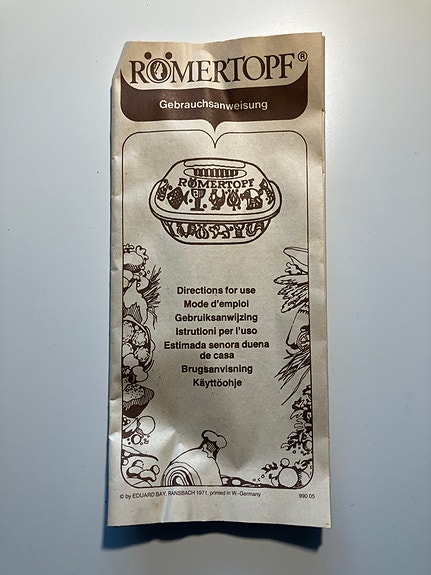 RÖMERTOPF®
Gebrauchsanweisung
RÖMERTOPF
Directions for use
Mode d'emploi
Gebruiksanwijzing
Istrutioni per l'uso
Estimada senora duena
de casa
Brugsanvisning
Käyttöohje
© by EDUARD BAY, RANSBACH 1971, printed in W.-Germany
990 05